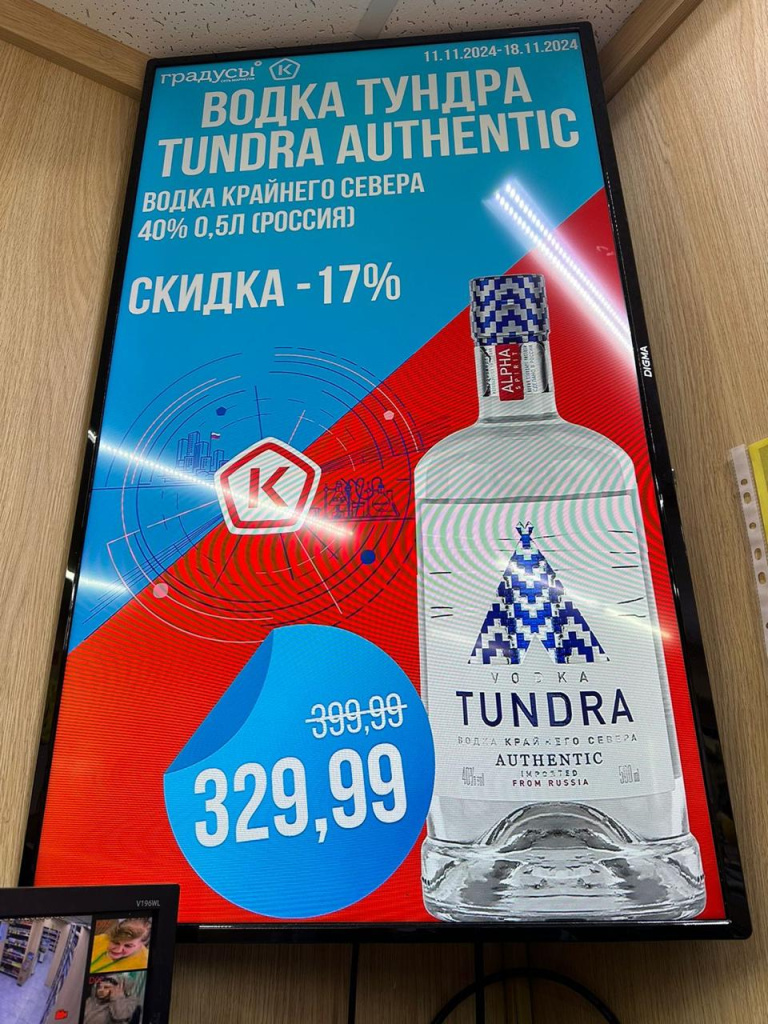 градусы
К
11.11.2024-18.11.2024
ВОДКА ТУНДРА
TUNDRA AUTHENTIC
ВОДКА КРАЙНЕГО СЕВЕРА
40% 0,5Л (РОССИЯ)
СКИДКА -17%
DIGMA
ALPHA
SPIRIT
К
VODKA
TUNDRA
ВОДКА КРАЙНЕГО СЕВЕРА
AUTHENTIC
IMPORTED
FROM RUSSIA
399,99
329,99
V196WL